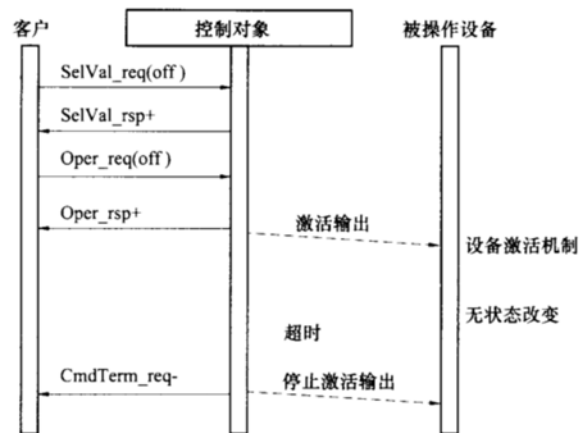 客户
控制对象
被操作设备
SelVal_req(off)
SelVal_rsp+
Oper_req(off)
Oper_rsp+
激活输出
设备激活机制
无状态改变
超时
CmdTerm_req-
停止激活输出